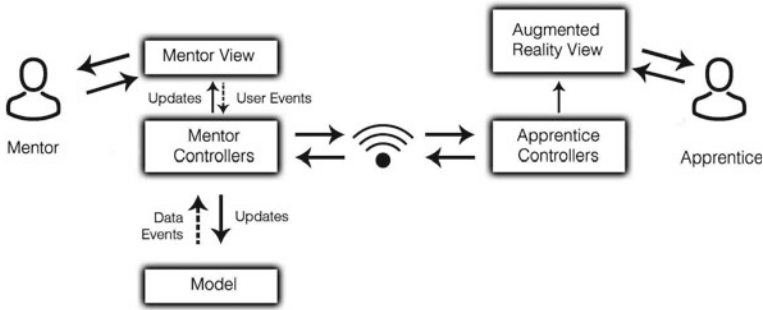 Mentor View
Augmented
Reality View
Updates
User Events
Mentor
Mentor
Controllers
Apprentice
Controllers
Apprentice
Data
Events
Updates
Model